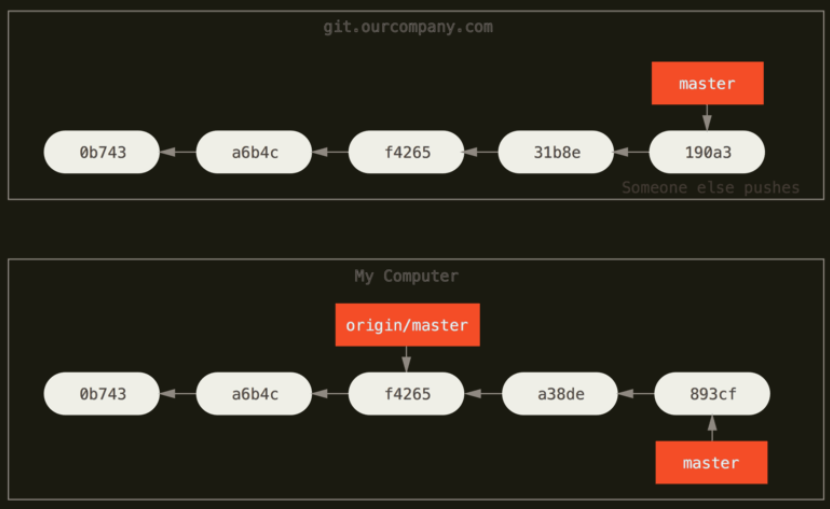 git.ourcompany.com
master
0b743
a6b4c
f4265
31b8e
190a3
Someone else pushes
My Computer
origin/master
0b743
a6b4c
f4265
a38de
893cf
master